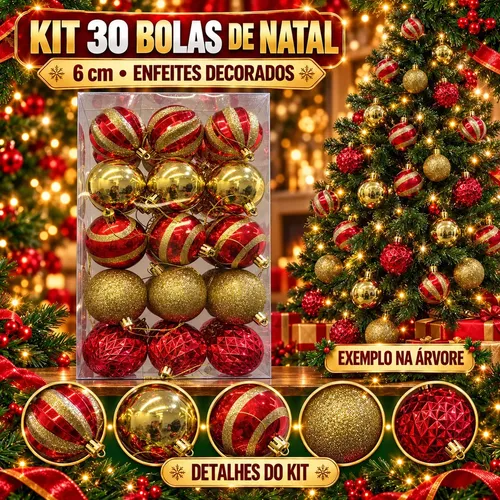 KIT 30 BOLAS DE NATAL
6 cm • ENFEITES DECORADOS
EXEMPLO NA ÁRVORE
DETALHES DO KIT